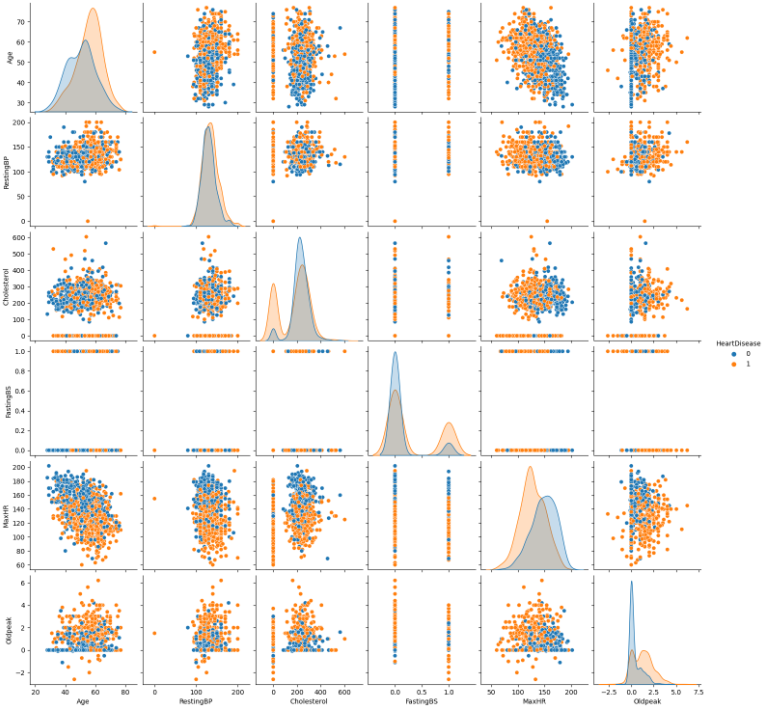 Age
70
60
50
40
30
RestingBP
200
150
100
50
0
Cholesterol
600
500
400
300
200
100
0
FastingBS
1.0
0.8
0.6
0.4
0.2
0.0
HeartDisease
0
1
MaxHR
200
180
160
140
120
100
80
60
Oldpeak
6
4
2
0
−2
20 40 60 80
0 100 200
0 200 400 600
0.0 0.5 1.0
50 100 150 200
−2.5 0.0 2.5 5.0 7.5
Age RestingBP Cholesterol FastingBS MaxHR Oldpeak